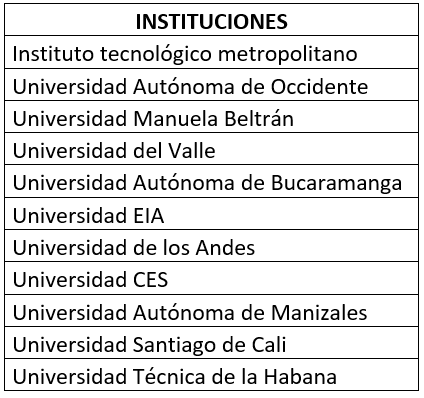 INSTITUCIONES
Instituto tecnológico metropolitano
Universidad Autónoma de Occidente
Universidad Manuela Beltrán
Universidad del Valle
Universidad Autónoma de Bucaramanga
Universidad EIA
Universidad de los Andes
Universidad CES
Universidad Autónoma de Manizales
Universidad Santiago de Cali
Universidad Técnica de la Habana